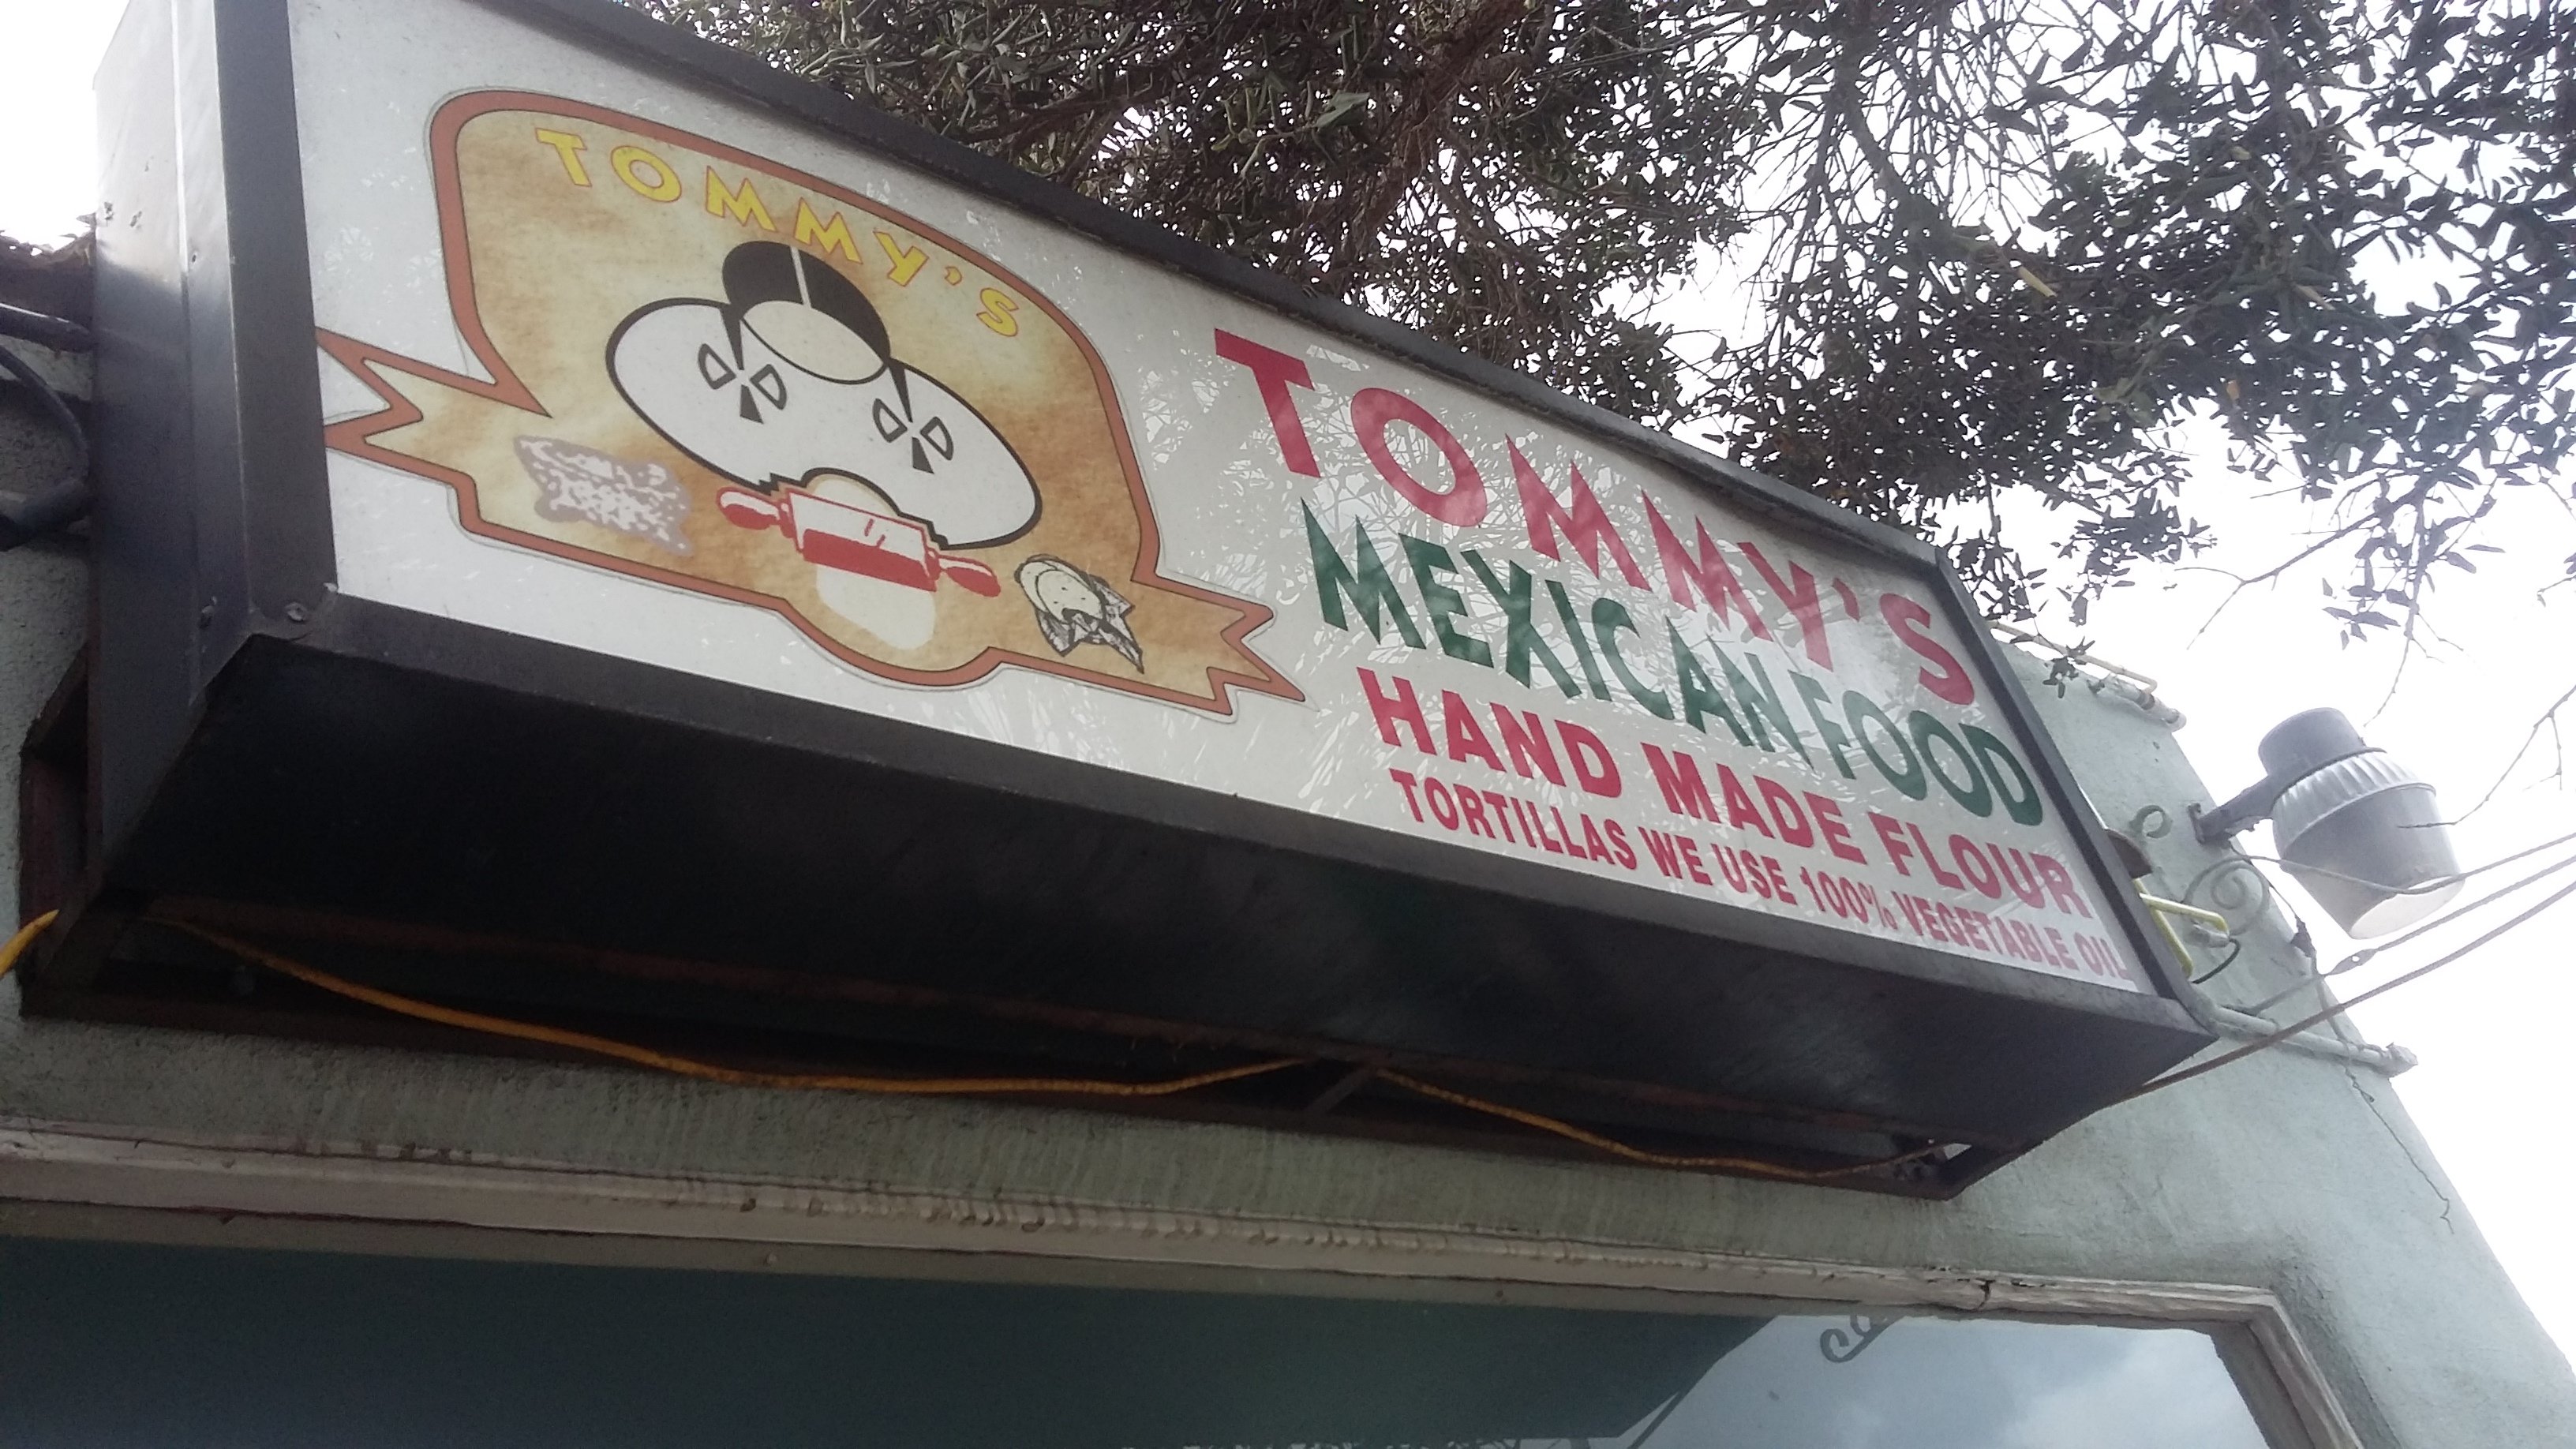 TOMMY'S
TOMMY'S
MEXICAN FOOD
HAND MADE FLOUR
TORTILLAS WE USE 100% VEGETABLE OIL